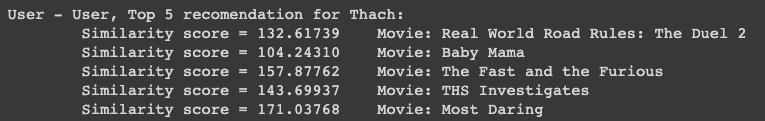 User - User, Top 5 recomendation for Thach:
Similarity score = 132.61739 Movie: Real World Road Rules: The Duel 2
Similarity score = 104.24310 Movie: Baby Mama
Similarity score = 157.87762 Movie: The Fast and the Furious
Similarity score = 143.69937 Movie: THS Investigates
Similarity score = 171.03768 Movie: Most Daring